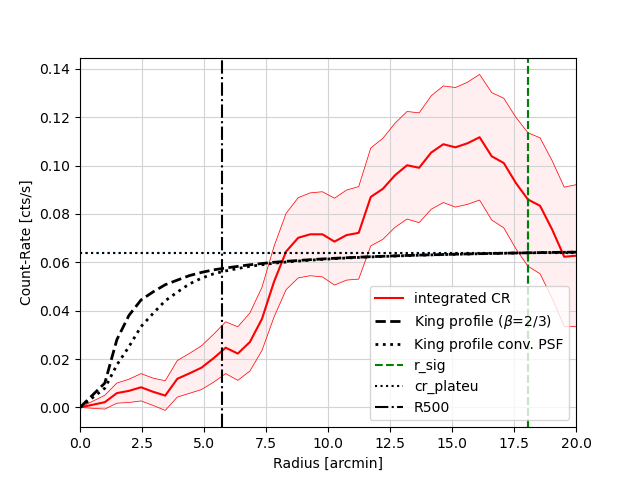 0.14
0.12
0.10
0.08
0.06
0.04
0.02
0.00
Count-Rate [cts/s]
integrated CR
King profile (β=2/3)
King profile conv. PSF
r_sig
cr_plateu
R500
0.0 2.5 5.0 7.5 10.0 12.5 15.0 17.5 20.0
Radius [arcmin]